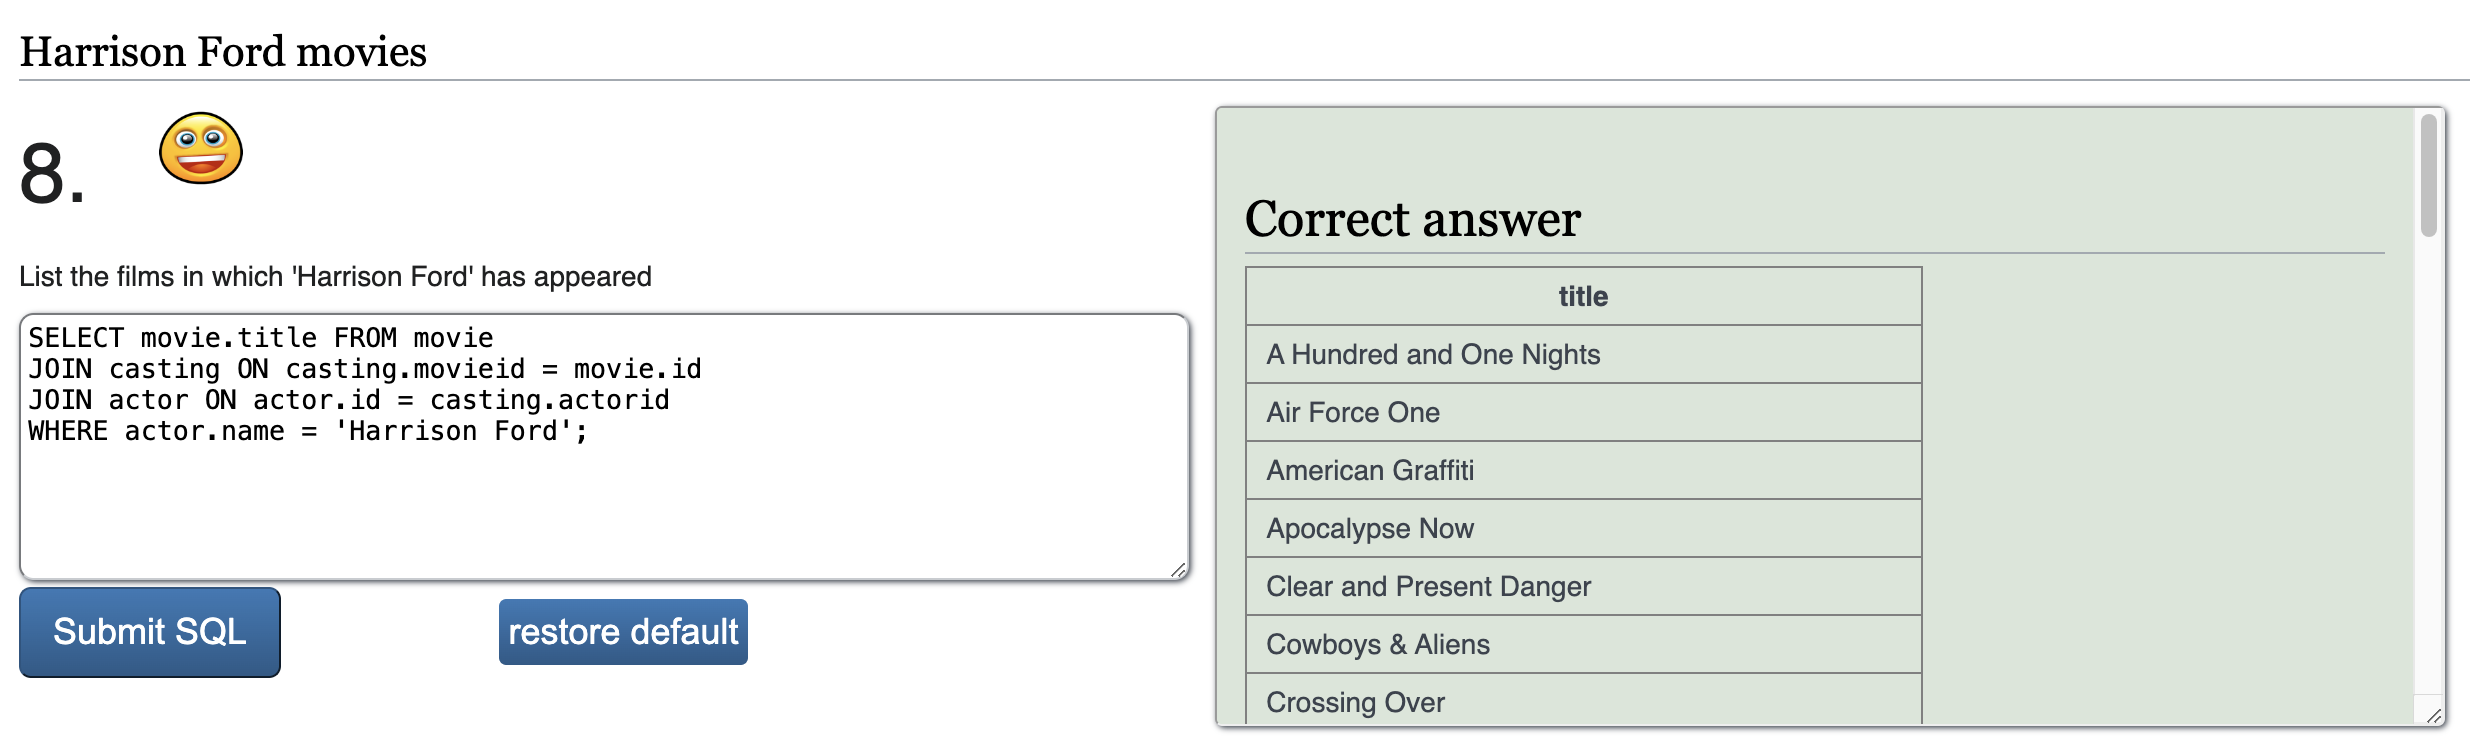 Harrison Ford movies
8.
List the films in which 'Harrison Ford' has appeared
SELECT movie.title FROM movie
JOIN casting ON casting.movieid = movie.id
JOIN actor ON actor.id = casting.actorid
WHERE actor.name = 'Harrison Ford';
Submit SQL
restore default
Correct answer
title
A Hundred and One Nights
Air Force One
American Graffiti
Apocalypse Now
Clear and Present Danger
Cowboys & Aliens
Crossing Over